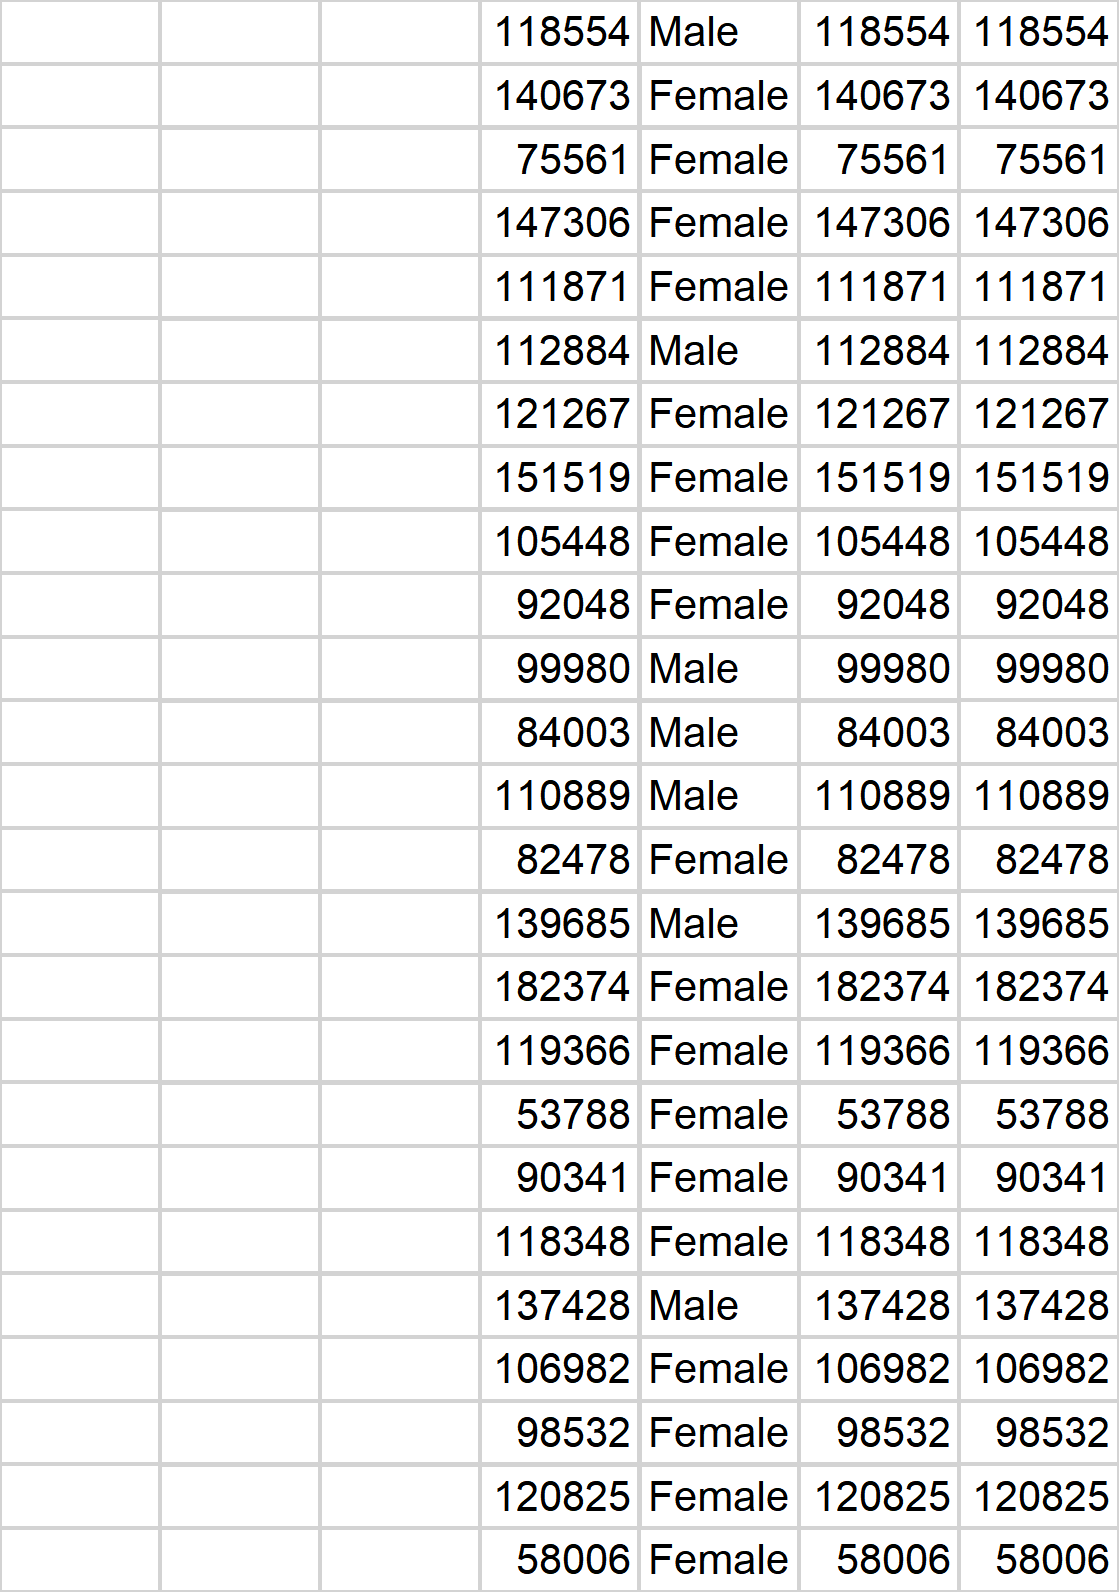 118554 Male 118554 118554
140673 Female 140673 140673
75561 Female 75561 75561
147306 Female 147306 147306
111871 Female 111871 111871
112884 Male 112884 112884
121267 Female 121267 121267
151519 Female 151519 151519
105448 Female 105448 105448
92048 Female 92048 92048
99980 Male 99980 99980
84003 Male 84003 84003
110889 Male 110889 110889
82478 Female 82478 82478
139685 Male 139685 139685
182374 Female 182374 182374
119366 Female 119366 119366
53788 Female 53788 53788
90341 Female 90341 90341
118348 Female 118348 118348
137428 Male 137428 137428
106982 Female 106982 106982
98532 Female 98532 98532
120825 Female 120825 120825
58006 Female 58006 58006